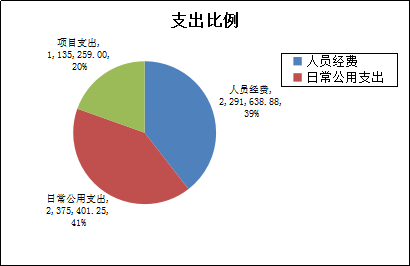 支出比例
项目支出,
1,135,259.00,
20%
人员经费,
2,291,638.88,
39%
人员经费
日常公用支出
日常公用支出,
2,375,401.25,
41%